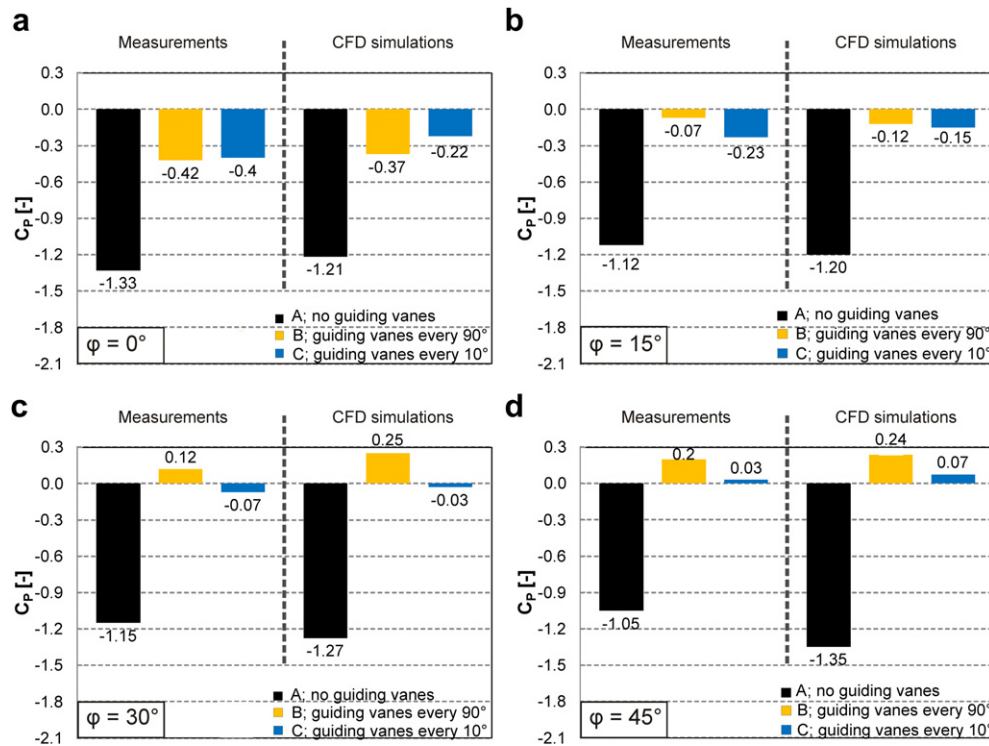 a
Measurements
CFD simulations
0.3
0.0
-0.3
-0.6
-0.9
-1.2
-1.5
-1.8
-2.1
CP [-]
-1.33
-0.42
-0.4
-1.21
-0.37
-0.22
A; no guiding vanes
B; guiding vanes every 90°
C; guiding vanes every 10°
φ = 0°
b
Measurements
CFD simulations
0.3
0.0
-0.3
-0.6
-0.9
-1.2
-1.5
-1.8
-2.1
CP [-]
-1.12
-0.07
-0.23
-1.20
-0.12
-0.15
A; no guiding vanes
B; guiding vanes every 90°
C; guiding vanes every 10°
φ = 15°
c
Measurements
CFD simulations
0.3
0.0
-0.3
-0.6
-0.9
-1.2
-1.5
-1.8
-2.1
CP [-]
-1.15
0.12
-0.07
-1.27
0.25
-0.03
A; no guiding vanes
B; guiding vanes every 90°
C; guiding vanes every 10°
φ = 30°
d
Measurements
CFD simulations
0.3
0.0
-0.3
-0.6
-0.9
-1.2
-1.5
-1.8
-2.1
CP [-]
-1.05
0.2
0.03
-1.35
0.24
0.07
A; no guiding vanes
B; guiding vanes every 90°
C; guiding vanes every 10°
φ = 45°